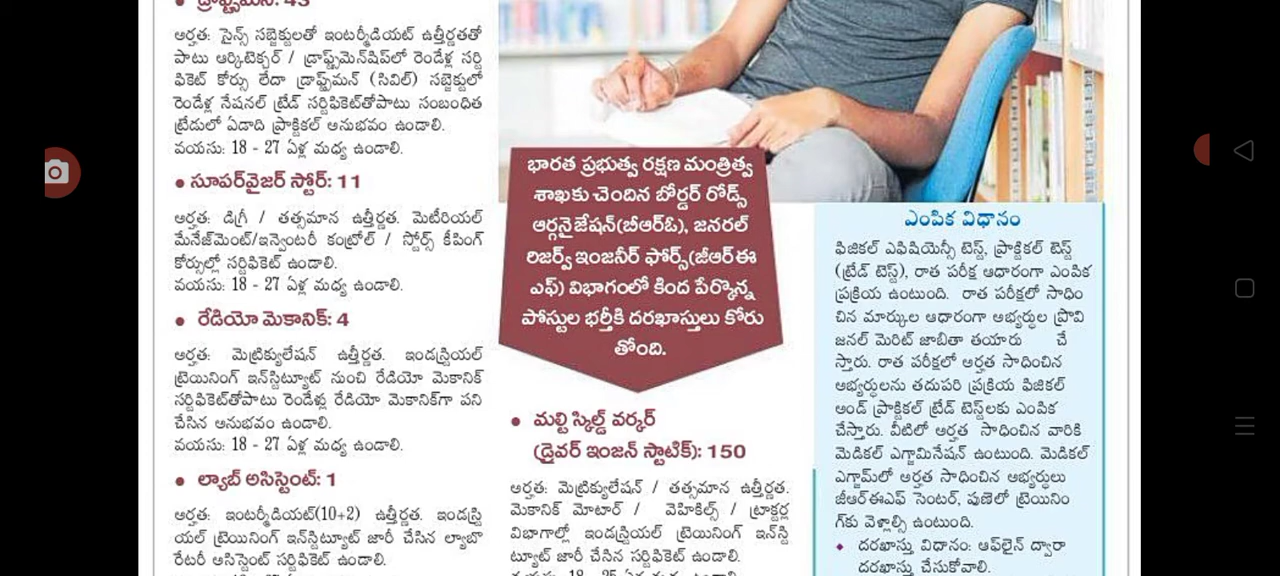 డ్రాఫ్ట్స్‌మన్: 43
అర్హత: సైన్స్ సబ్జెక్టులతో ఇంటర్మీడియట్ ఉత్తీర్ణతతో
పాటు ఆర్కిటెక్చర్ / డ్రాఫ్ట్స్‌మెన్‌షిప్‌లో రెండేళ్ల సర్టి
ఫికెట్ కోర్సు లేదా డ్రాఫ్ట్స్‌మన్ (సివిల్) సబ్జెక్టులో
రెండేళ్ల నేషనల్ ట్రేడ్ సర్టిఫికెట్‌తోపాటు సంబంధిత
ట్రేడులో ఏడాది ప్రాక్టికల్ అనుభవం ఉండాలి.
వయసు: 18 - 27 ఏళ్ల మధ్య ఉండాలి.
• సూపర్‌వైజర్ స్టోర్: 11
అర్హత: డిగ్రీ / తత్సమాన ఉత్తీర్ణత. మెటీరియల్
మేనేజ్‌మెంట్/ఇన్వెంటరీ కంట్రోల్ / స్టోర్స్ కీపింగ్
కోర్సుల్లో సర్టిఫికెట్ ఉండాలి.
వయసు: 18 - 27 ఏళ్ల మధ్య ఉండాలి.
• రేడియో మెకానిక్: 4
అర్హత: మెట్రిక్యులేషన్ ఉత్తీర్ణత. ఇండస్ట్రియల్
ట్రెయినింగ్ ఇన్‌స్టిట్యూట్ నుంచి రేడియో మెకానిక్
సర్టిఫికెట్‌తోపాటు రెండేళ్లు రేడియో మెకానిక్‌గా పని
చేసిన అనుభవం ఉండాలి.
వయసు: 18 - 27 ఏళ్ల మధ్య ఉండాలి.
• ల్యాబ్ అసిస్టెంట్: 1
అర్హత: ఇంటర్మీడియట్(10+2) ఉత్తీర్ణత. ఇండస్ట్రి
యల్ ట్రెయినింగ్ ఇన్‌స్టిట్యూట్ జారీ చేసిన ల్యాబొ
రేటరీ అసిస్టెంట్ సర్టిఫికెట్ ఉండాలి.
భారత ప్రభుత్వ రక్షణ మంత్రిత్వ
శాఖకు చెందిన బోర్డర్ రోడ్స్
ఆర్గనైజేషన్(బీఆర్ఓ), జనరల్
రిజర్వ్ ఇంజనీర్ ఫోర్స్(జీఆర్ఈ
ఎఫ్) విభాగంలో కింద పేర్కొన్న
పోస్టుల భర్తీకి దరఖాస్తులు కోరు
తోంది.
• మల్టి స్కిల్డ్ వర్కర్
(డ్రైవర్ ఇంజన్ స్టాటిక్): 150
అర్హత: మెట్రిక్యులేషన్ / తత్సమాన ఉత్తీర్ణత.
మెకానిక్ మోటార్ / వెహికిల్స్ / ట్రాక్టర్ల
విభాగాల్లో ఇండస్ట్రియల్ ట్రెయినింగ్ ఇన్‌స్టి
ట్యూట్ జారీ చేసిన సర్టిఫికెట్ ఉండాలి.
వయసు: 18 - 25 ఏళ్ల మధ్య ఉండాలి.
ఎంపిక విధానం
ఫిజికల్ ఎఫిషియెన్సీ టెస్ట్, ప్రాక్టికల్ టెస్ట్
(ట్రేడ్ టెస్ట్), రాత పరీక్ష ఆధారంగా ఎంపిక
ప్రక్రియ ఉంటుంది. రాత పరీక్షలో సాధిం
చిన మార్కుల ఆధారంగా అభ్యర్థుల ప్రొవి
జనల్ మెరిట్ జాబితా తయారు చే
స్తారు. రాత పరీక్షలో అర్హత సాధించిన
అభ్యర్థులను తదుపరి ప్రక్రియ ఫిజికల్
అండ్ ప్రాక్టికల్ ట్రేడ్ టెస్ట్‌లకు ఎంపిక
చేస్తారు. వీటిలో అర్హత సాధించిన వారికి
మెడికల్ ఎగ్జామినేషన్ ఉంటుంది. మెడికల్
ఎగ్జామ్‌లో అర్హత సాధించిన అభ్యర్థులు
జీఆర్ఈఎఫ్ సెంటర్, పుణెలో ట్రెయినిం
గ్‌కు వెళ్లాల్సి ఉంటుంది.
♦ దరఖాస్తు విధానం: ఆఫ్‌లైన్ ద్వారా
దరఖాస్తు చేసుకోవాలి.